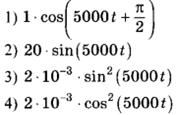 1) 1 · cos(5000t + π/2)
2) 20 · sin(5000t)
3) 2 · 10⁻³ · sin²(5000t)
4) 2 · 10⁻³ · cos²(5000t)